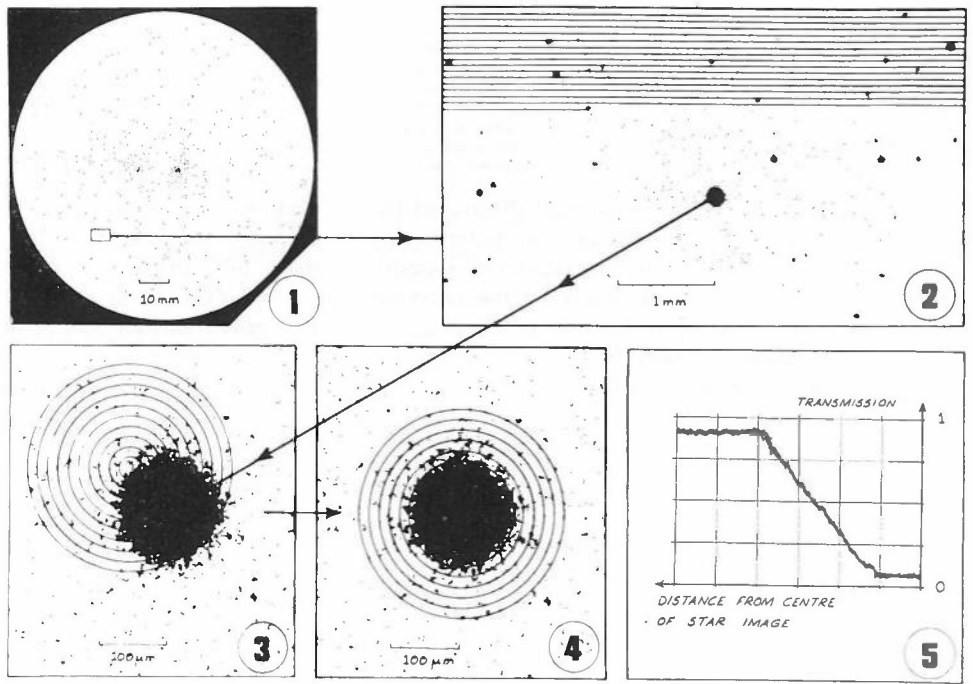 10 mm
1
1 mm
2
100 µm
3
100 µm
4
TRANSMISSION
1
0
DISTANCE FROM CENTRE
OF STAR IMAGE
5